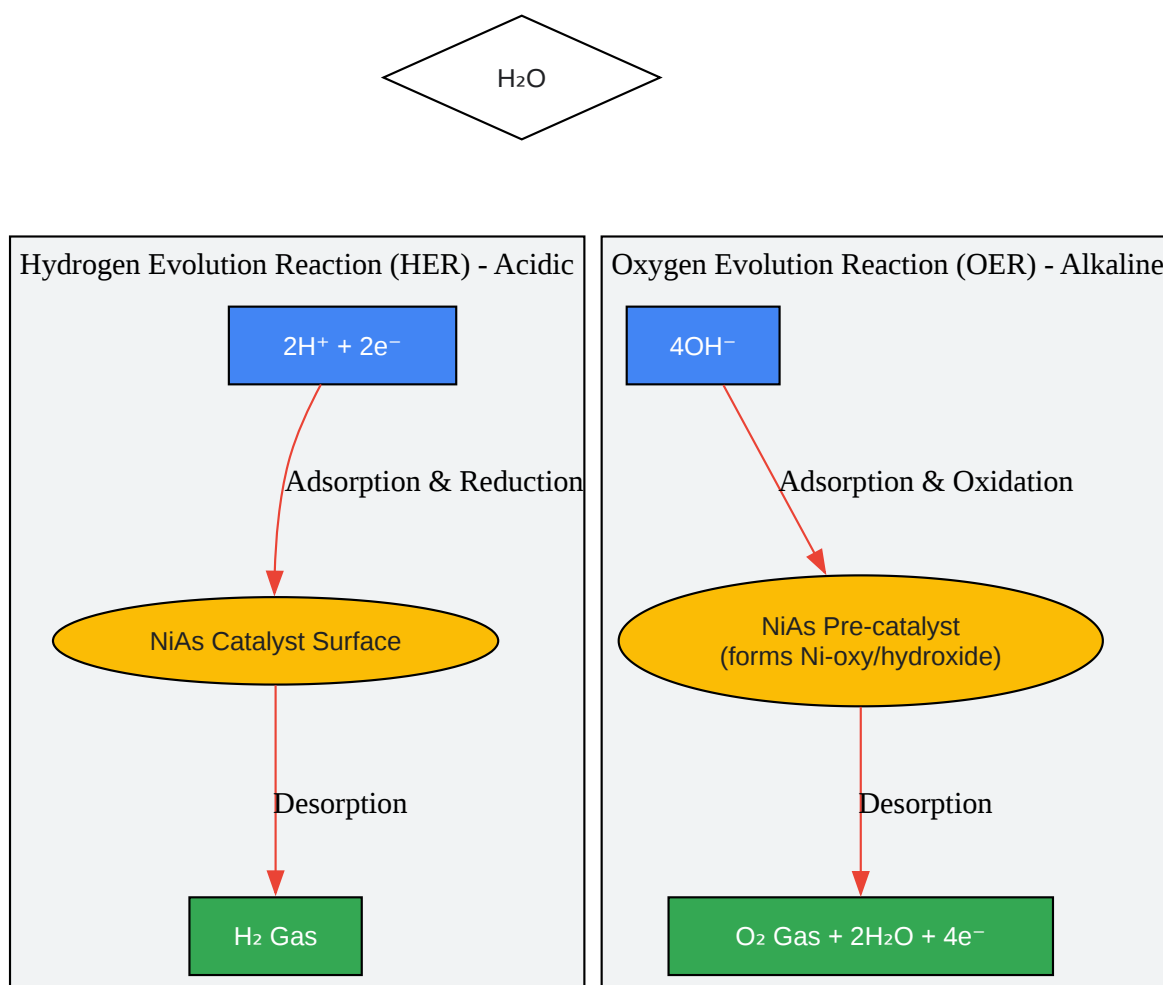 H₂O
Hydrogen Evolution Reaction (HER) - Acidic
2H⁺ + 2e⁻
Adsorption & Reduction
NiAs Catalyst Surface
Desorption
H₂ Gas
Oxygen Evolution Reaction (OER) - Alkaline
4OH⁻
Adsorption & Oxidation
NiAs Pre-catalyst
(forms Ni-oxy/hydroxide)
Desorption
O₂ Gas + 2H₂O + 4e⁻